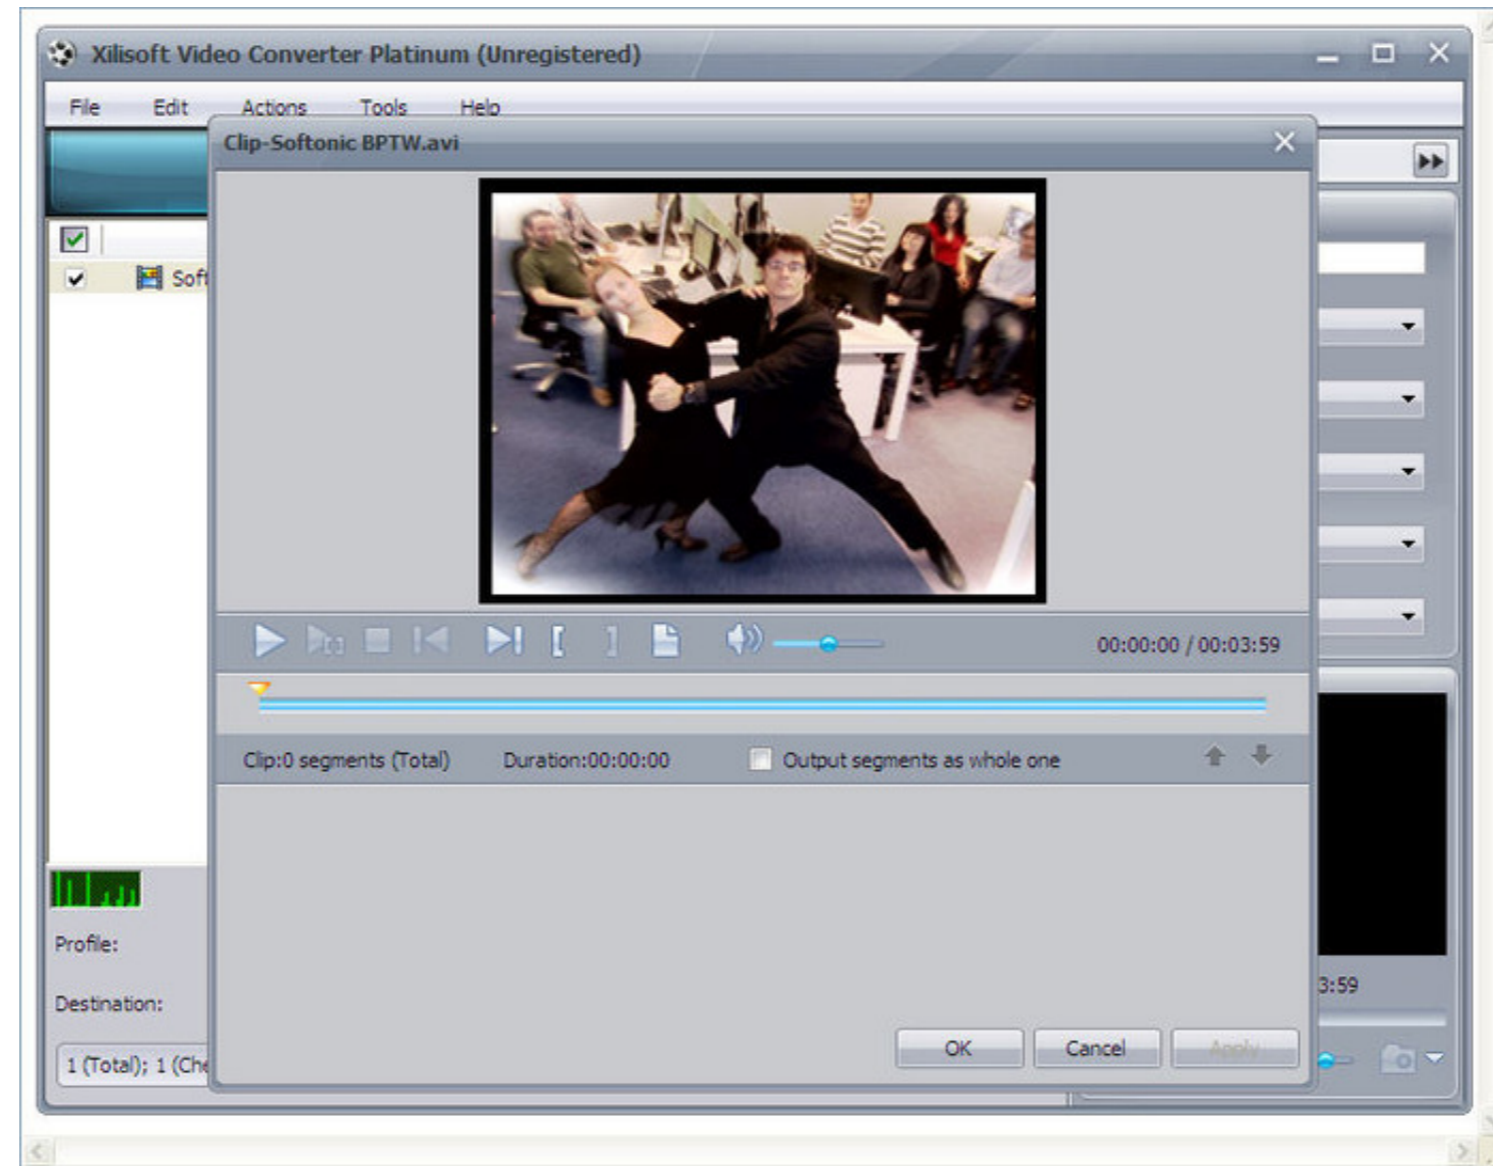 Xilisoft Video Converter Platinum (Unregistered)
File Edit Actions Tools Help
Clip-Softonic BPTW.avi
Soft
00:00:00 / 00:03:59
Clip:0 segments (Total) Duration:00:00:00 Output segments as whole one
Profile:
3:59
Destination:
OK Cancel Apply
1 (Total); 1 (Che